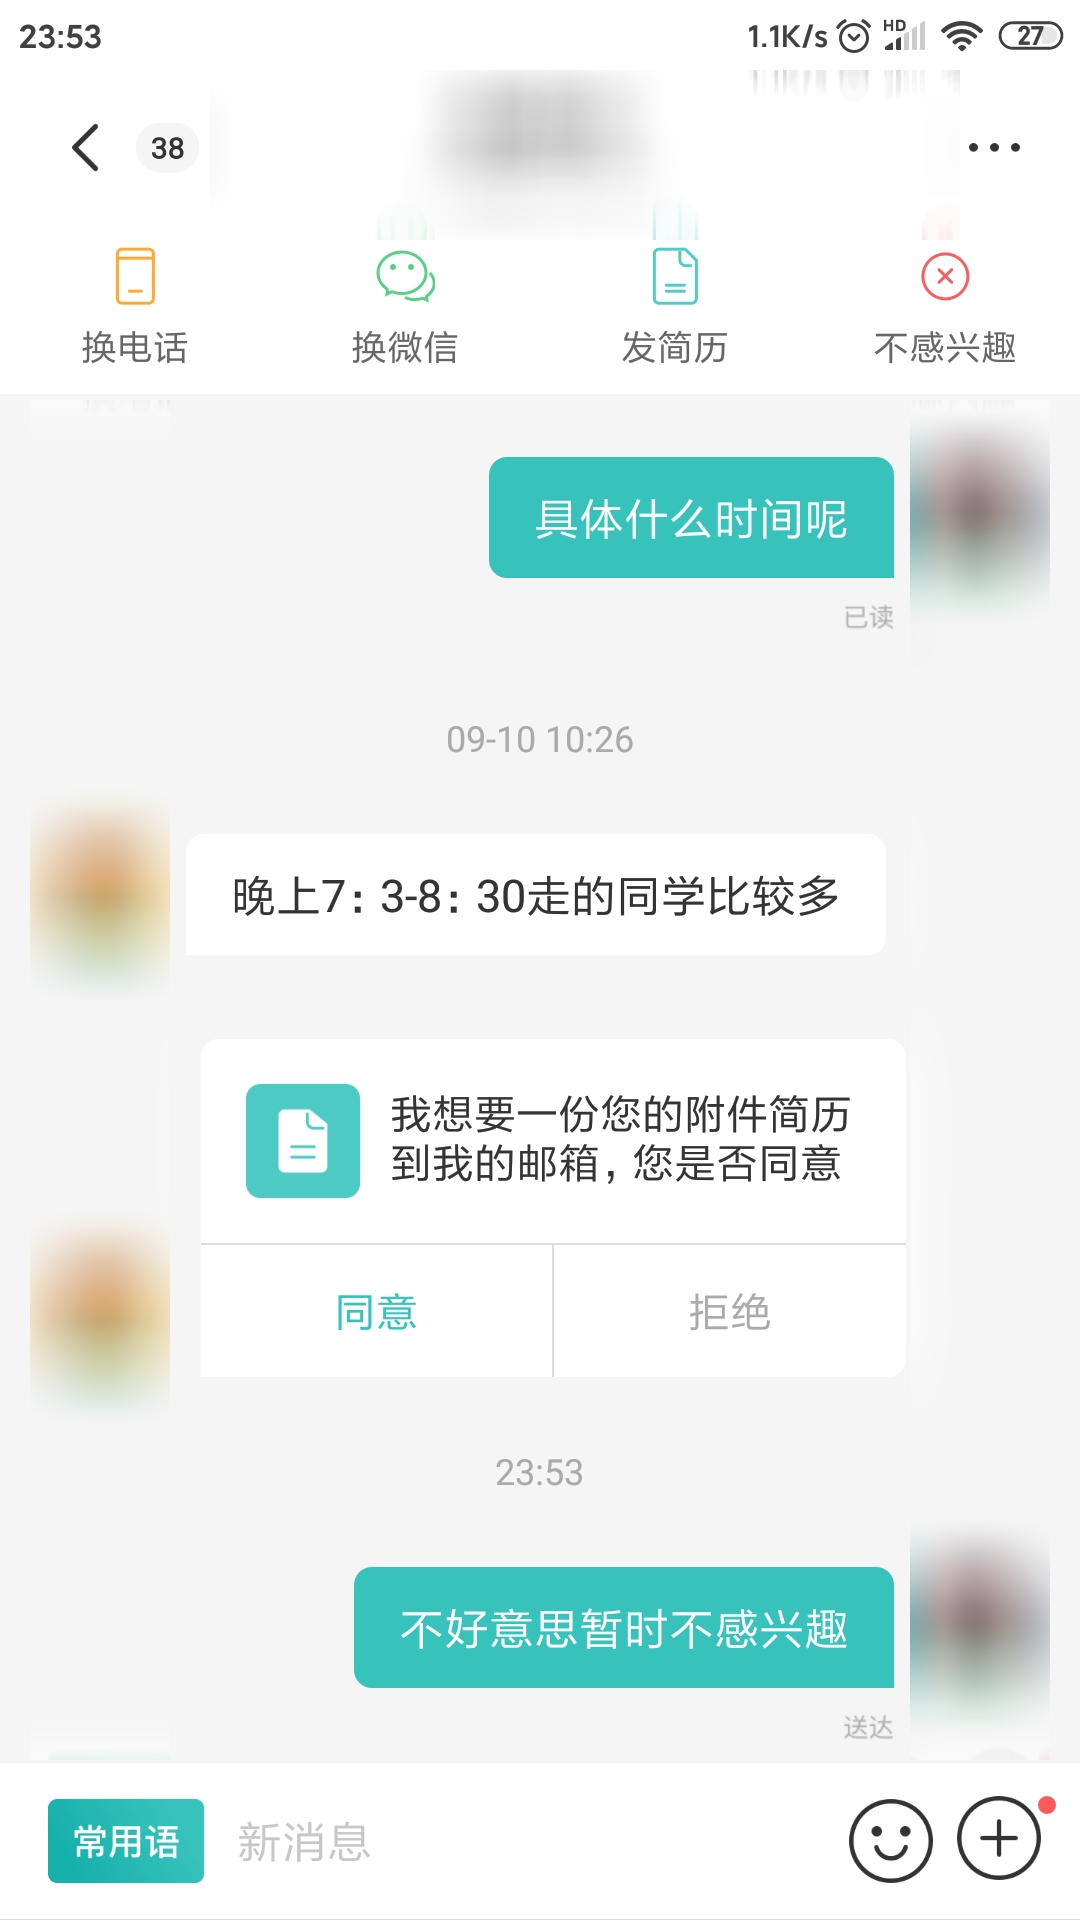 23:53 1.1K/s HD 27
38
换电话 换微信 发简历 不感兴趣
具体什么时间呢
已读
09-10 10:26
晚上7：3-8：30走的同学比较多
我想要一份您的附件简历
到我的邮箱，您是否同意
同意 拒绝
23:53
不好意思暂时不感兴趣
送达
常用语 新消息